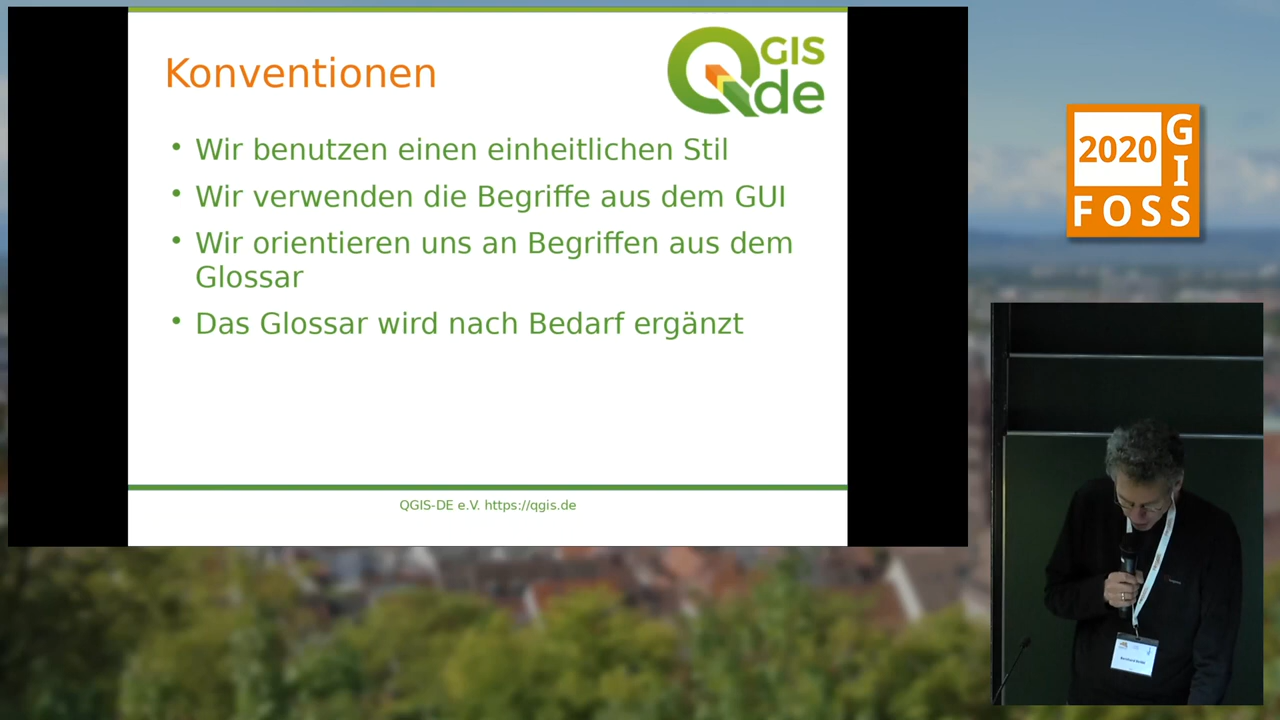 Konventionen
QGIS
de
• Wir benutzen einen einheitlichen Stil
• Wir verwenden die Begriffe aus dem GUI
• Wir orientieren uns an Begriffen aus dem
Glossar
• Das Glossar wird nach Bedarf ergänzt
QGIS-DE e.V. https://qgis.de
2020
GIS
FOSS